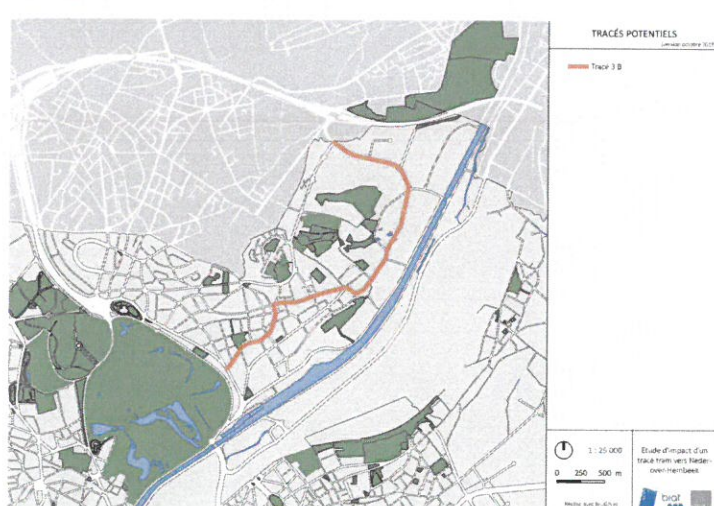 TRACÉS POTENTIELS
Tracé 3 B
1 : 25 000
0 250 500 m
Etude d'impact d'un
tracé tram vers Neder-
over-Hembeek
brat